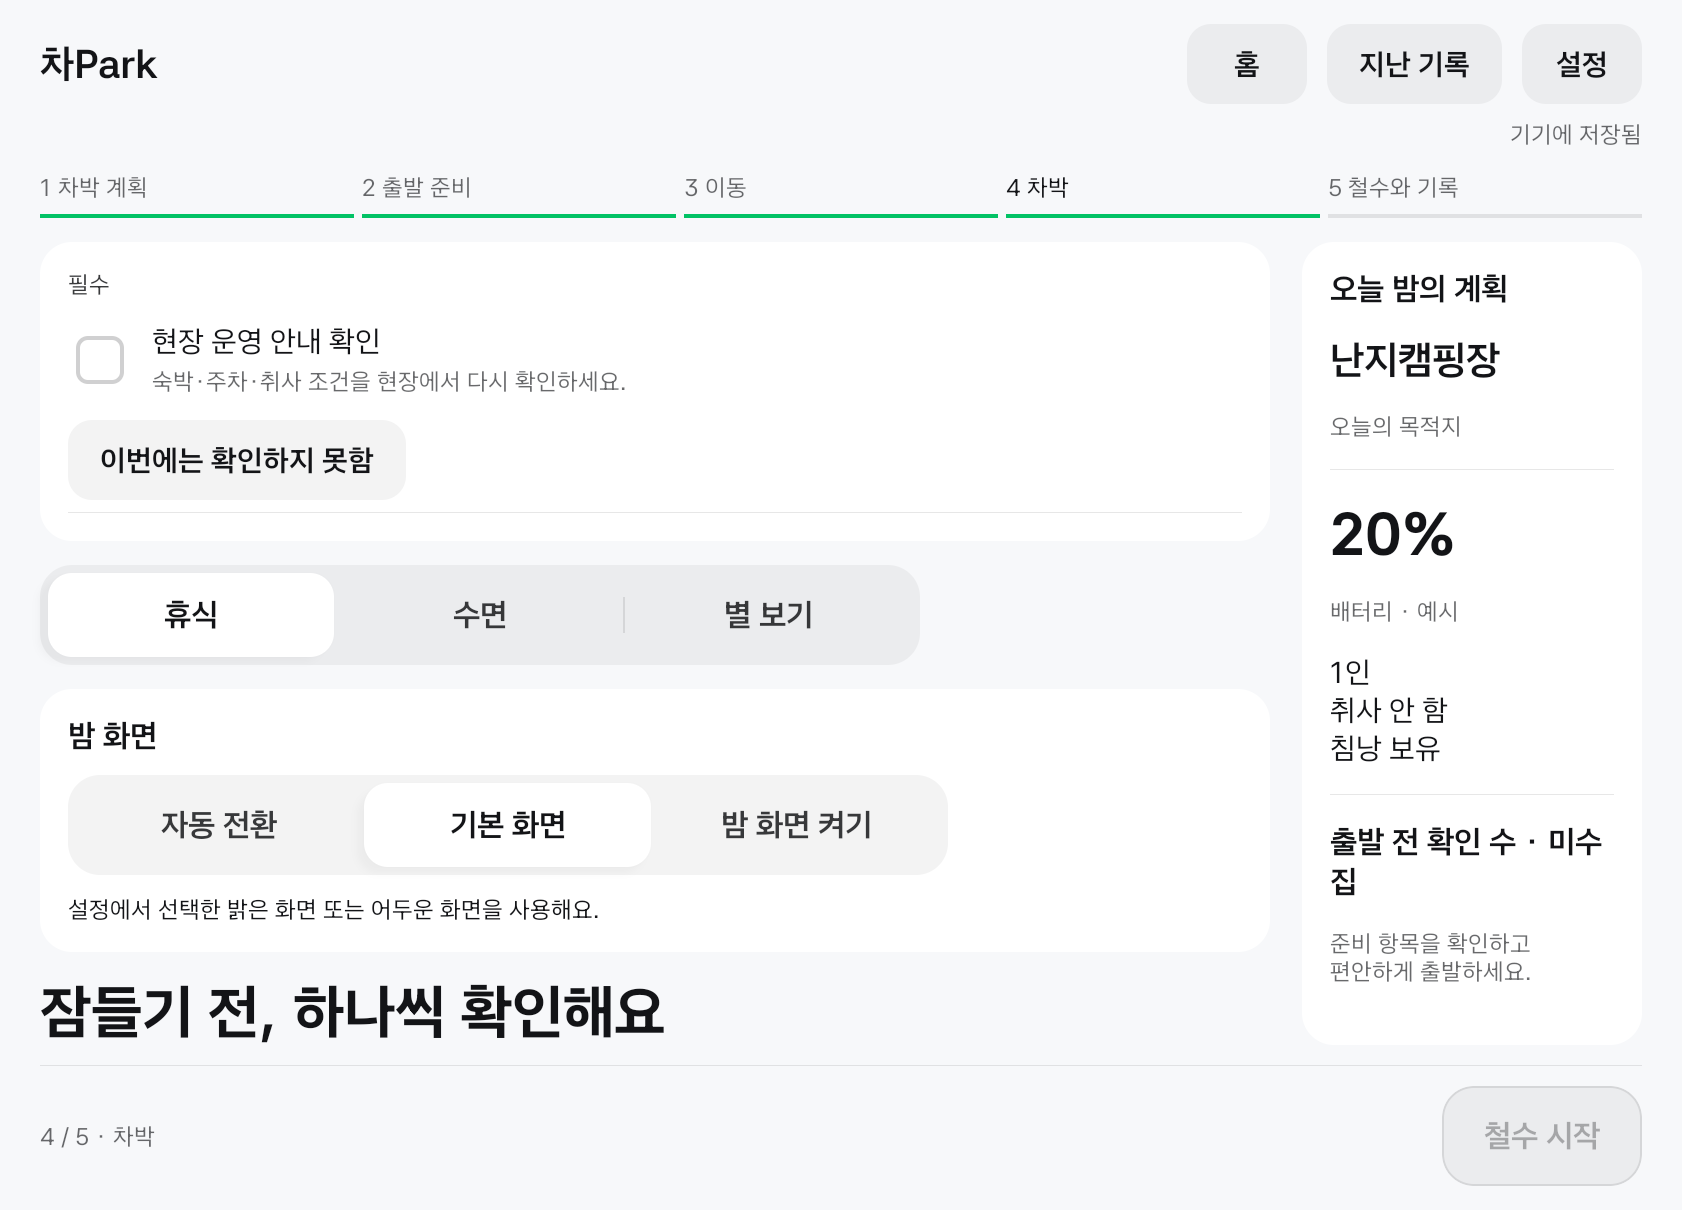 차Park
홈
지난 기록
설정
기기에 저장됨
1 차박 계획
2 출발 준비
3 이동
4 차박
5 철수와 기록
필수
현장 운영 안내 확인
숙박·주차·취사 조건을 현장에서 다시 확인하세요.
이번에는 확인하지 못함
휴식
수면
별 보기
밤 화면
자동 전환
기본 화면
밤 화면 켜기
설정에서 선택한 밝은 화면 또는 어두운 화면을 사용해요.
잠들기 전, 하나씩 확인해요
오늘 밤의 계획
난지캠핑장
오늘의 목적지
20%
배터리 · 예시
1인
취사 안 함
침낭 보유
출발 전 확인 수 · 미수
집
준비 항목을 확인하고
편안하게 출발하세요.
4 / 5 · 차박
철수 시작